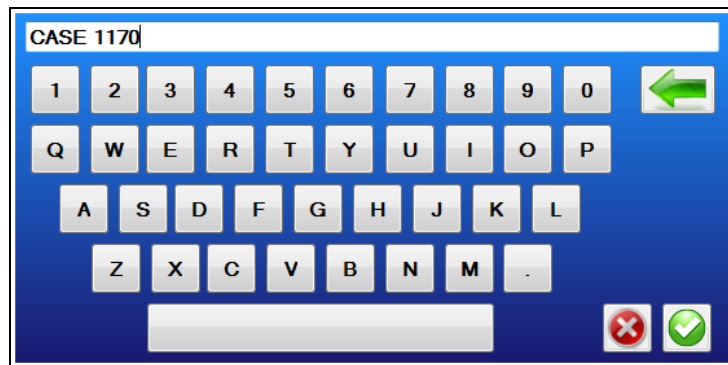 CASE 1170
1 2 3 4 5 6 7 8 9 0
Q W E R T Y U I O P
A S D F G H J K L
Z X C V B N M .